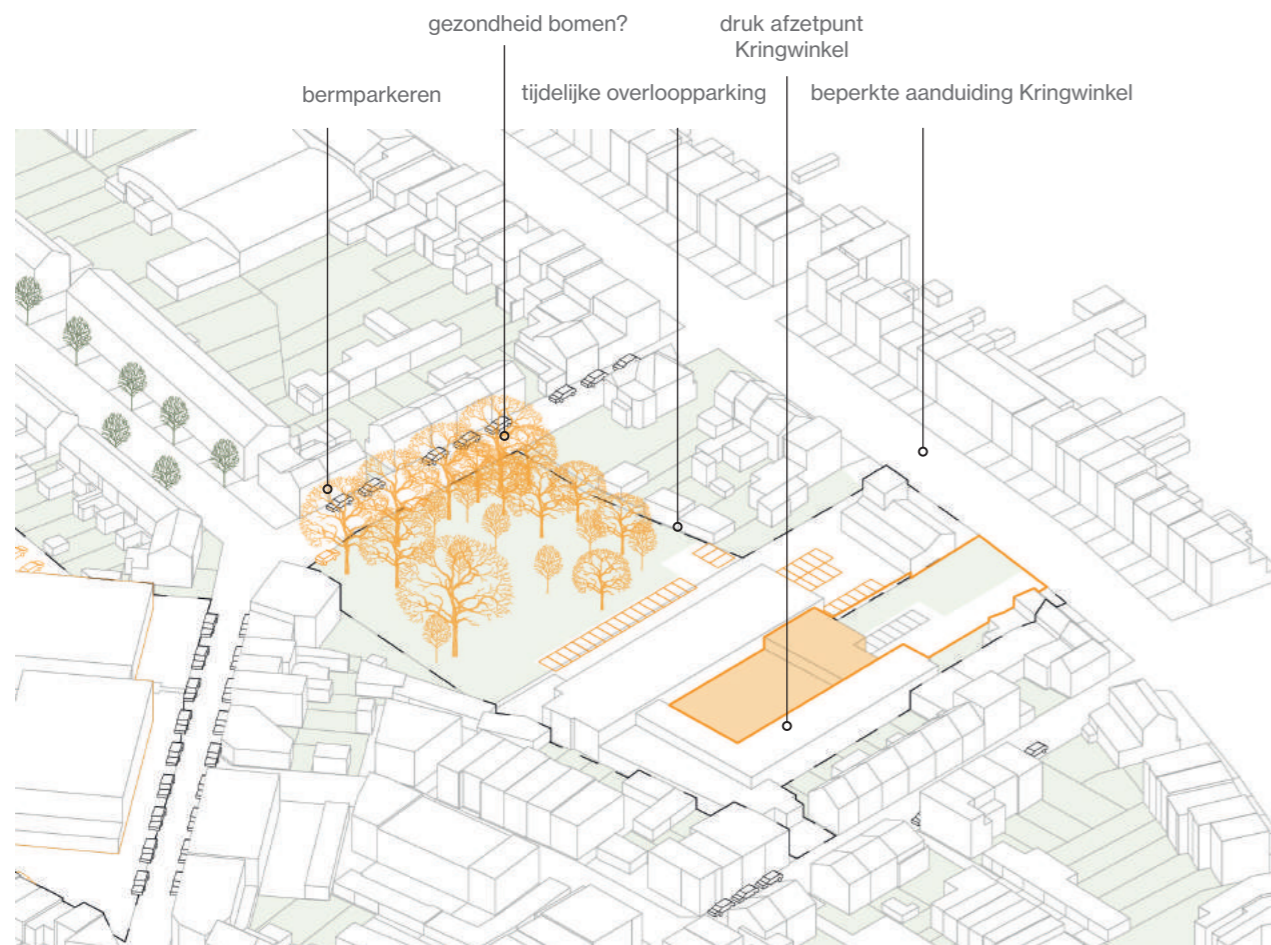 gezondheid bomen?
druk afzetpunt
Kringwinkel
bermparkeren
tijdelijke overloopparking
beperkte aanduiding Kringwinkel